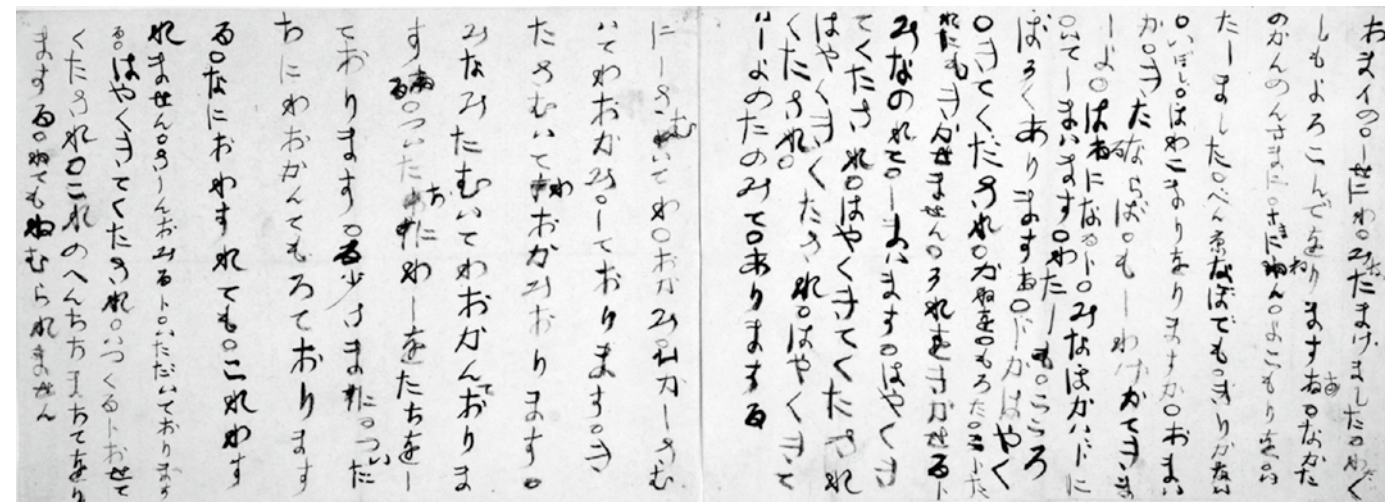 おまイの。しせにわ。みなたまけました。わたく
しもよろこんでをりまする。なかた
のかんのんさまに。さまにねん。よこもりを。い
たしました。べん京なぼでも。きりかない
。いぼし。ほわこまりをりますか。おまい
か。きたならば。もしわけかてきま
しよ。はるになるト。みなほかいドに
。いてしまいます。わたしも。こころ
ぼそくありまする。ドかはやく
。きてくだされ。かねを。もろた。こトた
れにもきかせません。それをきかせるト
みなのれて。しまいます。はやくき
てくたされ。はやくきてくたされ
はやくきてくたされ。はやくきて
くたされ。
いしよのたのみて。ありまする
にしさむいてわ。おかみ。ひかしさむ
いてわおかみ。しております。き
たさむいてわおかみおります。
みなみたむいてわおかんておりま
する。ついたちにわしをたちをし
ております。る少さまに。ついた
ちにわおかんてもろております
る。なにおわすれても。これわす
れません。さしんおみるト。いただいております
る。はやくきてくたされ。いつくるトおせて
くたされ。これのへんちちまちてをり
まする。ねてもねむられません